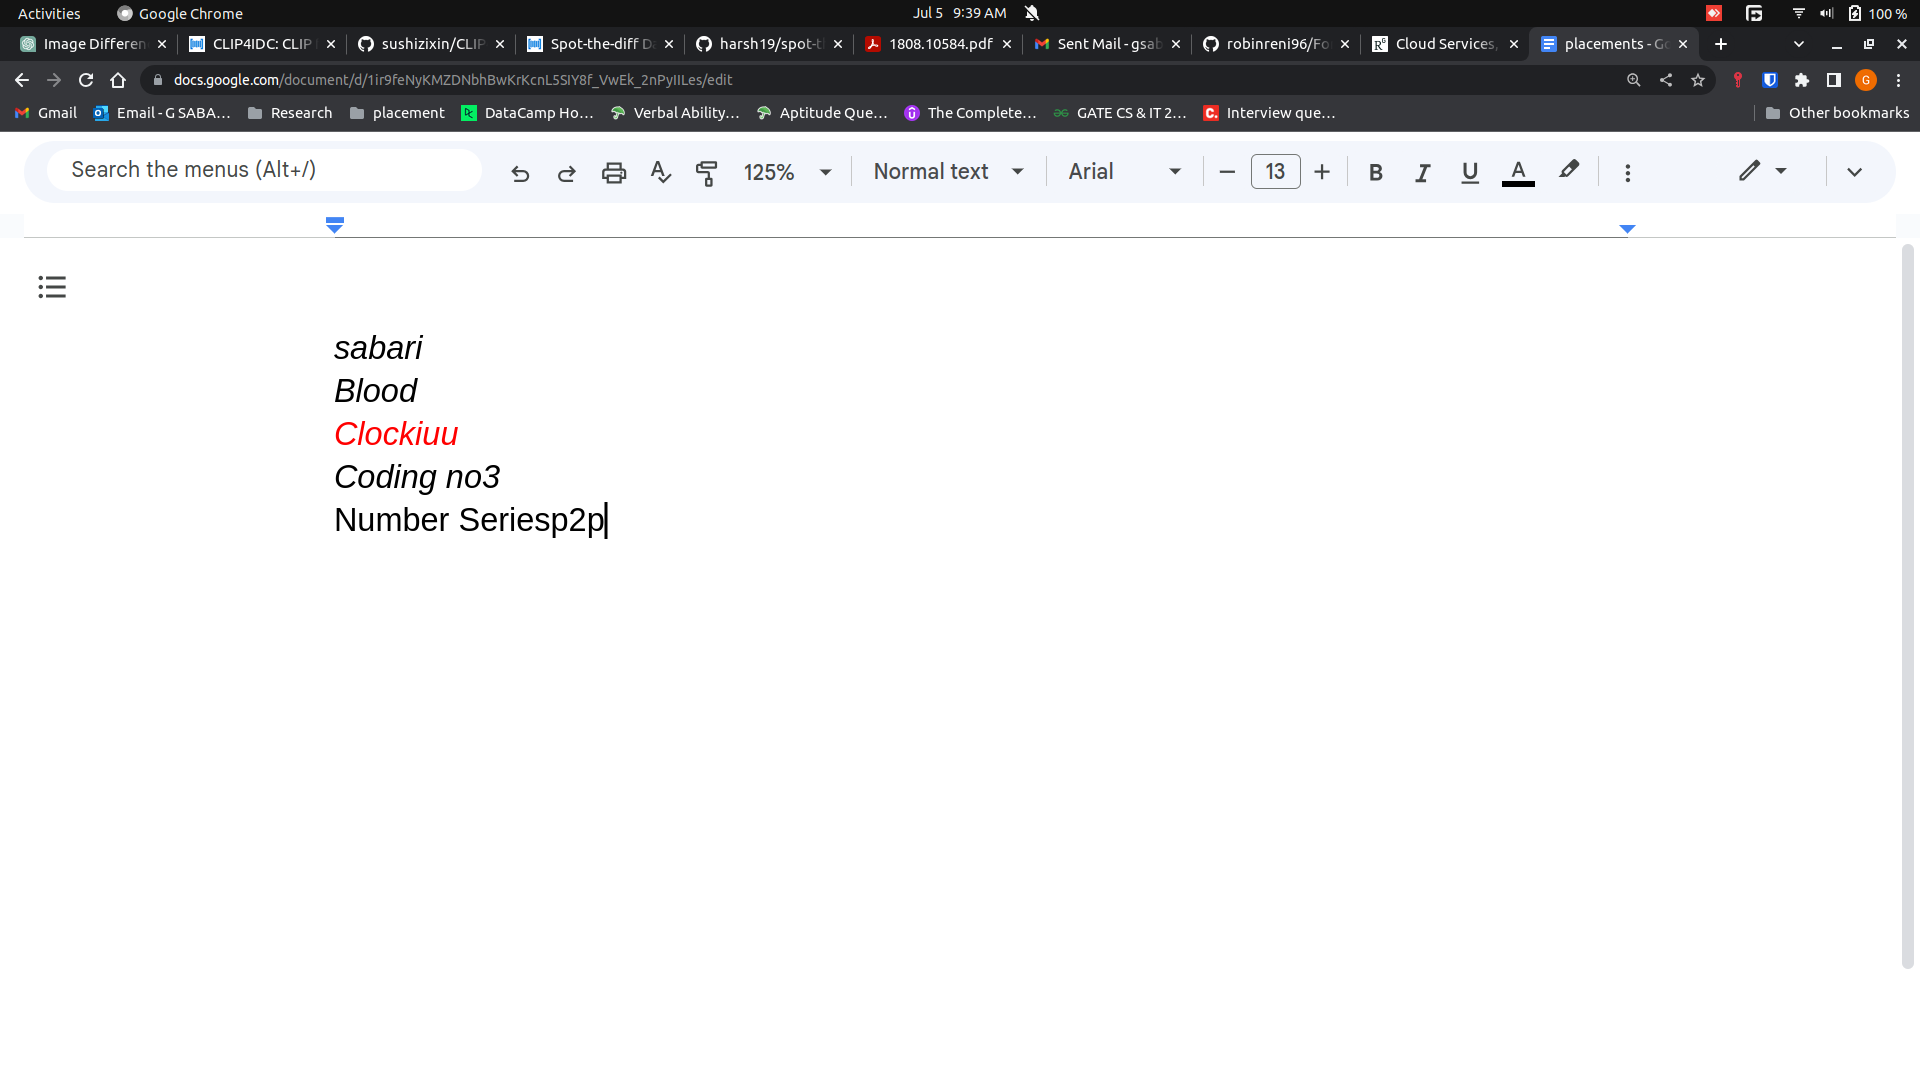 Activities Google Chrome Jul 5 9:39 AM 100 %
Image Differen CLIP4IDC: CLIP sushizixin/CLIP Spot-the-diff Da harsh19/spot-t 1808.10584.pdf Sent Mail - gsab robinreni96/Fo Cloud Services, placements - Go
docs.google.com/document/d/1ir9feNyKMZDNbhBwKrKcnL5SIY8f_VwEk_2nPyIILes/edit
Gmail Email - G SABA... Research placement DataCamp Ho... Verbal Ability... Aptitude Que... The Complete... GATE CS & IT 2... Interview que... Other bookmarks
Search the menus (Alt+/) 125% Normal text Arial 13 B I U A
sabari
Blood
Clockiuu
Coding no3
Number Seriesp2p